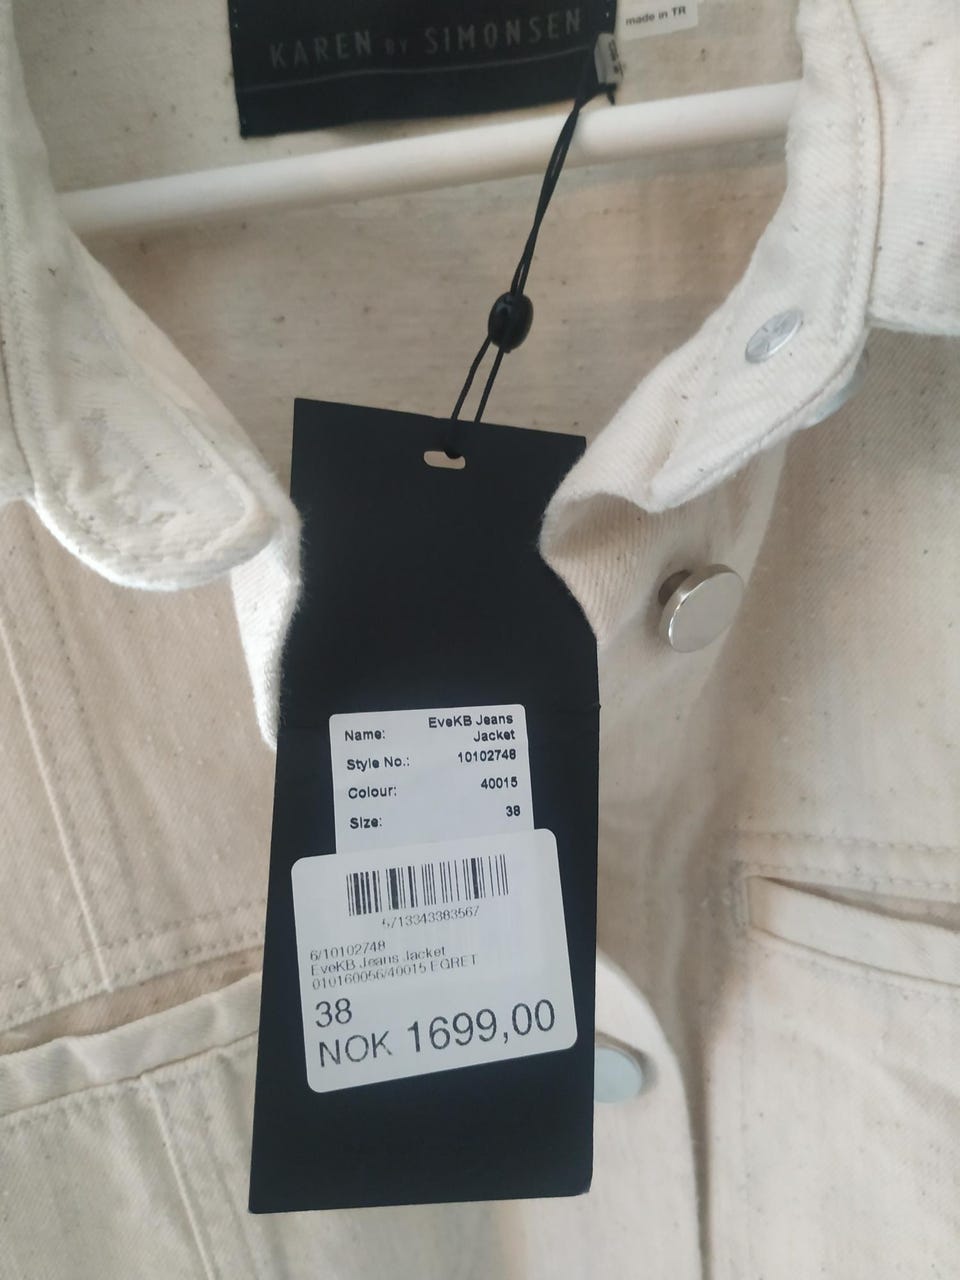 KAREN BY SIMONSEN
made in TR
Name: EveKB Jeans
Jacket
Style No.: 10102748
Colour: 40015
Size: 38
5713343383567
6/10102748
EveKB Jeans Jacket
010160056/40015 EGRET
38
NOK 1699,00